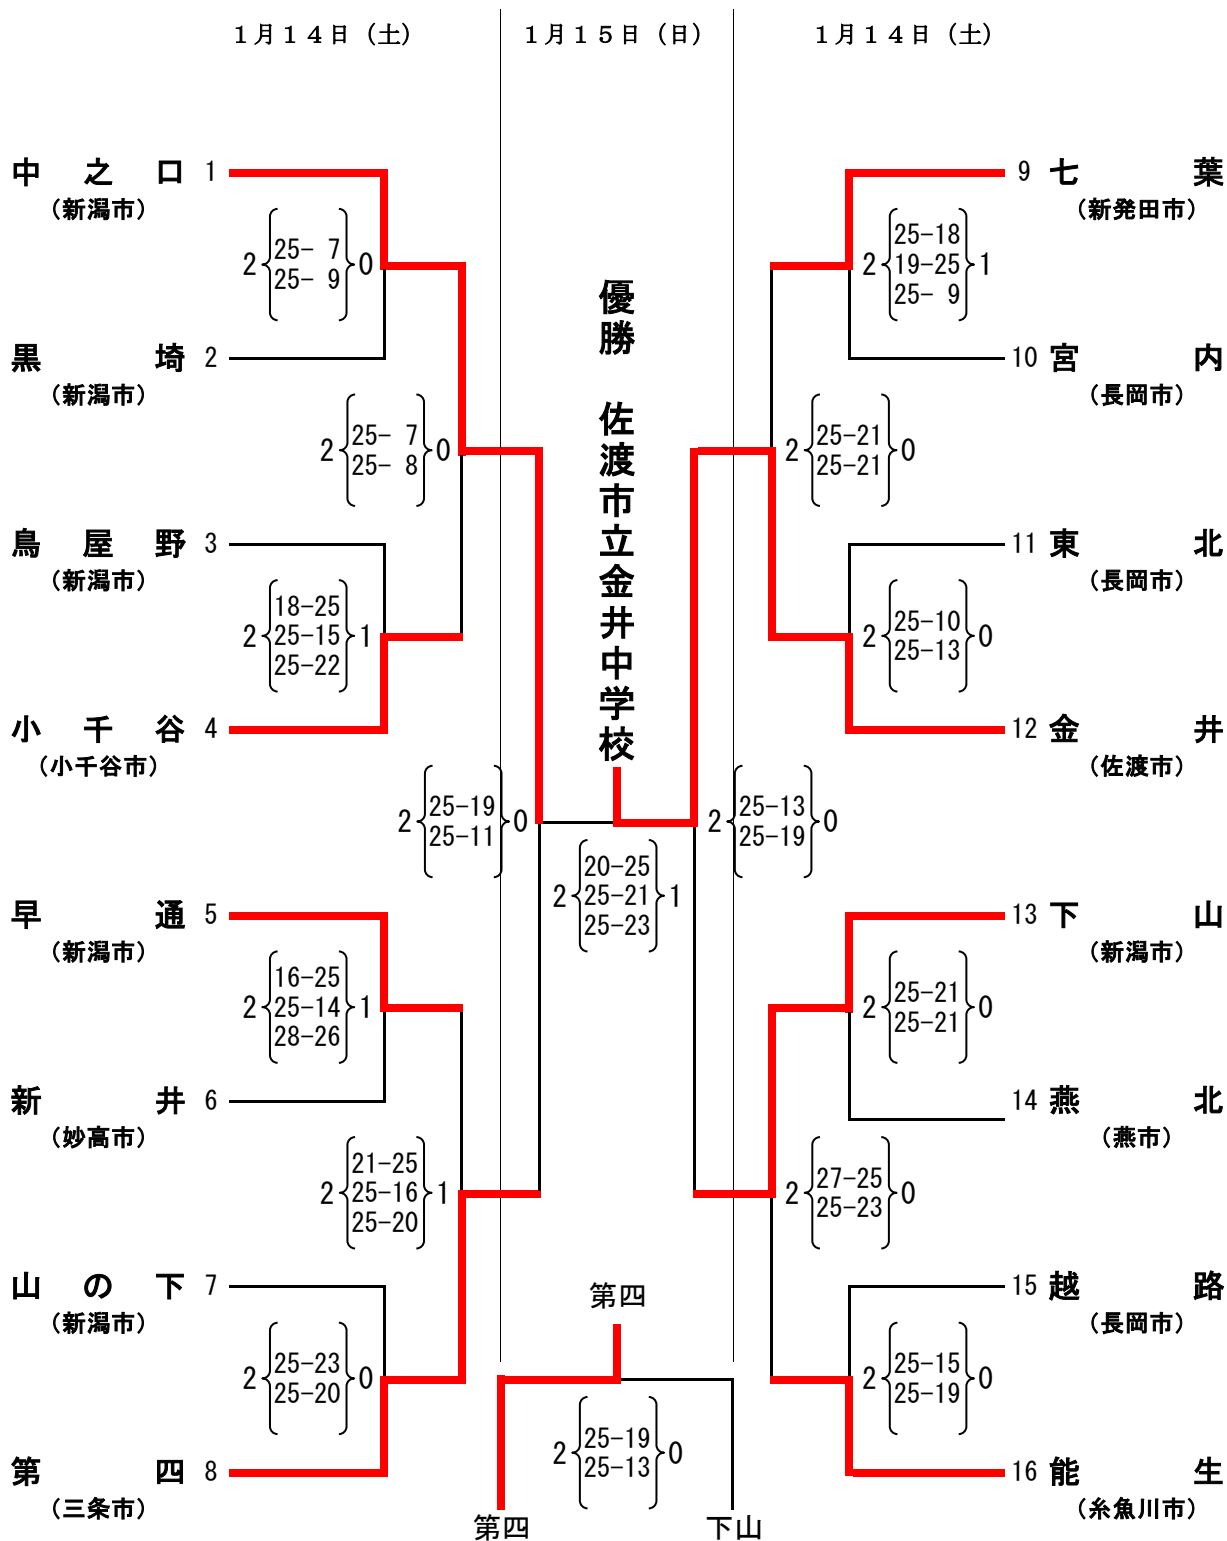 １月１４日（土）
１月１５日（日）
１月１４日（土）
中之口 1
（新潟市）
2 25- 7 0
25- 9
黒埼 2
（新潟市）
2 25- 7 0
25- 8
鳥屋野 3
（新潟市）
18-25
2 25-15 1
25-22
小千谷 4
（小千谷市）
2 25-19 0
25-11
早通 5
（新潟市）
16-25
2 25-14 1
28-26
新井 6
（妙高市）
21-25
2 25-16 1
25-20
山の下 7
（新潟市）
2 25-23 0
25-20
第四 8
（三条市）
優勝　佐渡市立金井中学校
20-25
2 25-21 1
25-23
第四
2 25-19 0
25-13
第四
下山
9 七葉
（新発田市）
25-18
2 19-25 1
25- 9
10 宮内
（長岡市）
2 25-21 0
25-21
11 東北
（長岡市）
2 25-10 0
25-13
12 金井
（佐渡市）
2 25-13 0
25-19
13 下山
（新潟市）
2 25-21 0
25-21
14 燕北
（燕市）
2 27-25 0
25-23
15 越路
（長岡市）
2 25-15 0
25-19
16 能生
（糸魚川市）